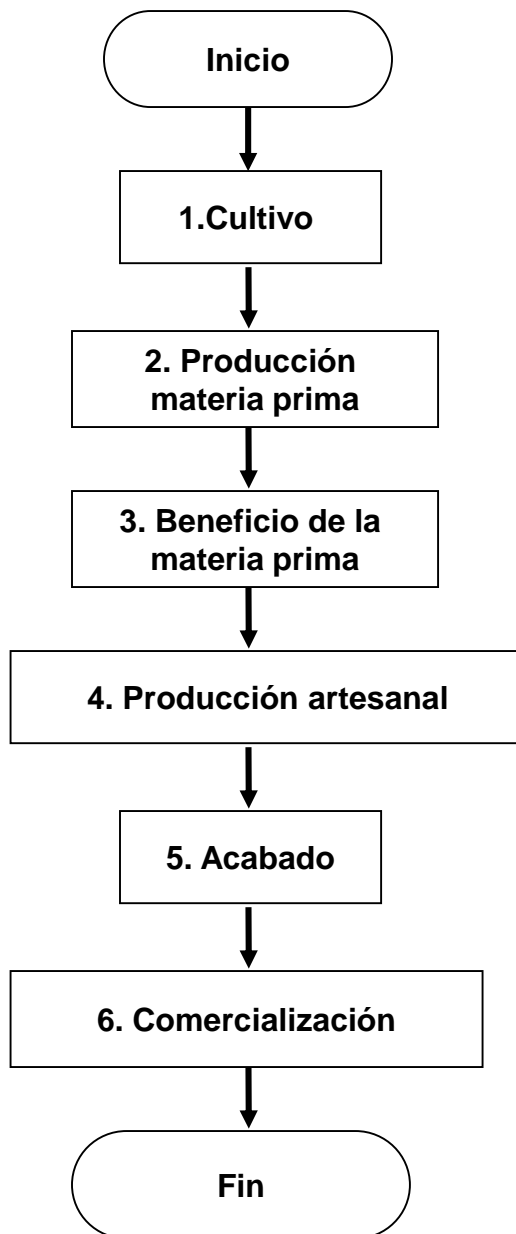 Inicio
1.Cultivo
2. Producción
materia prima
3. Beneficio de la
materia prima
4. Producción artesanal
5. Acabado
6. Comercialización
Fin